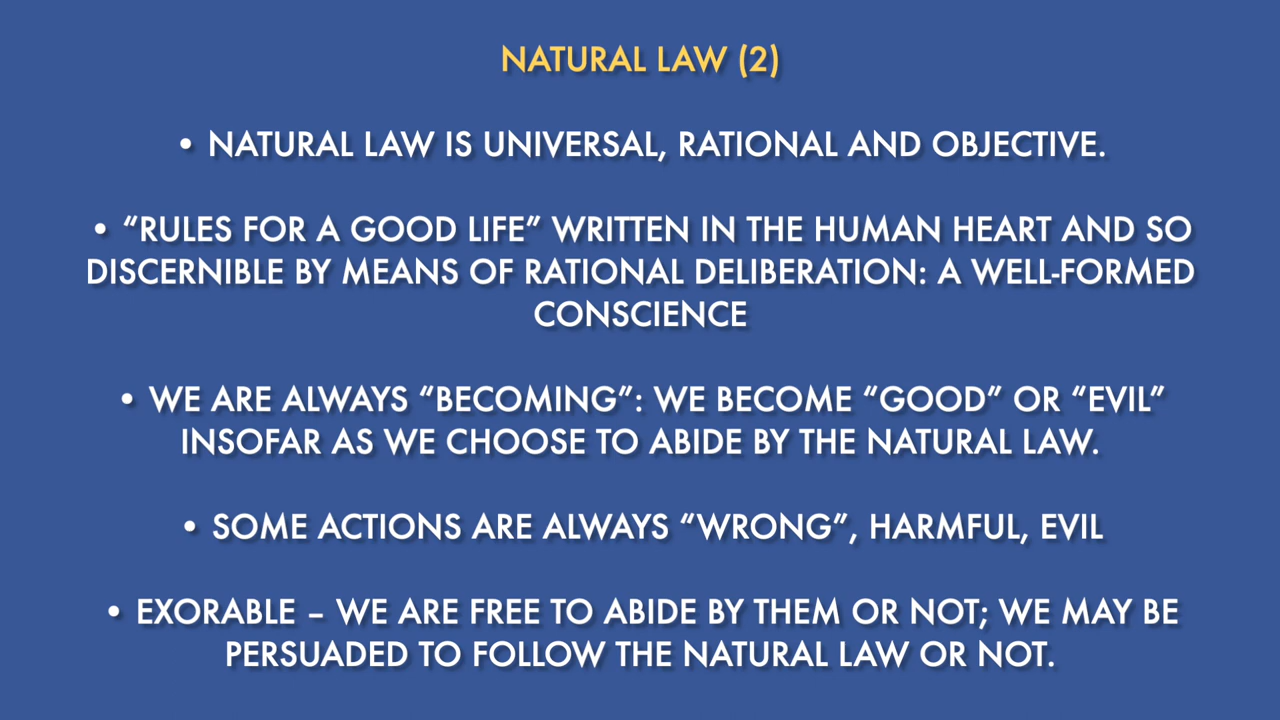 NATURAL LAW (2)
• NATURAL LAW IS UNIVERSAL, RATIONAL AND OBJECTIVE.
• “RULES FOR A GOOD LIFE” WRITTEN IN THE HUMAN HEART AND SO
DISCERNIBLE BY MEANS OF RATIONAL DELIBERATION: A WELL-FORMED
CONSCIENCE
• WE ARE ALWAYS “BECOMING”: WE BECOME “GOOD” OR “EVIL”
INSOFAR AS WE CHOOSE TO ABIDE BY THE NATURAL LAW.
• SOME ACTIONS ARE ALWAYS “WRONG”, HARMFUL, EVIL
• EXORABLE – WE ARE FREE TO ABIDE BY THEM OR NOT; WE MAY BE
PERSUADED TO FOLLOW THE NATURAL LAW OR NOT.